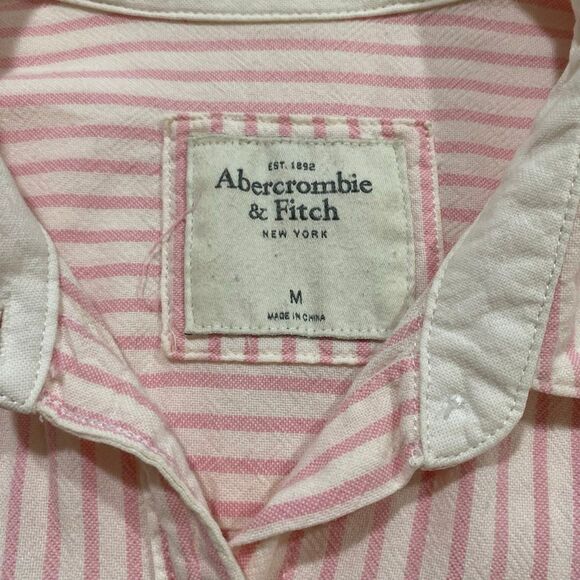 EST. 1892
Abercrombie
& Fitch
NEW YORK
M
MADE IN CHINA